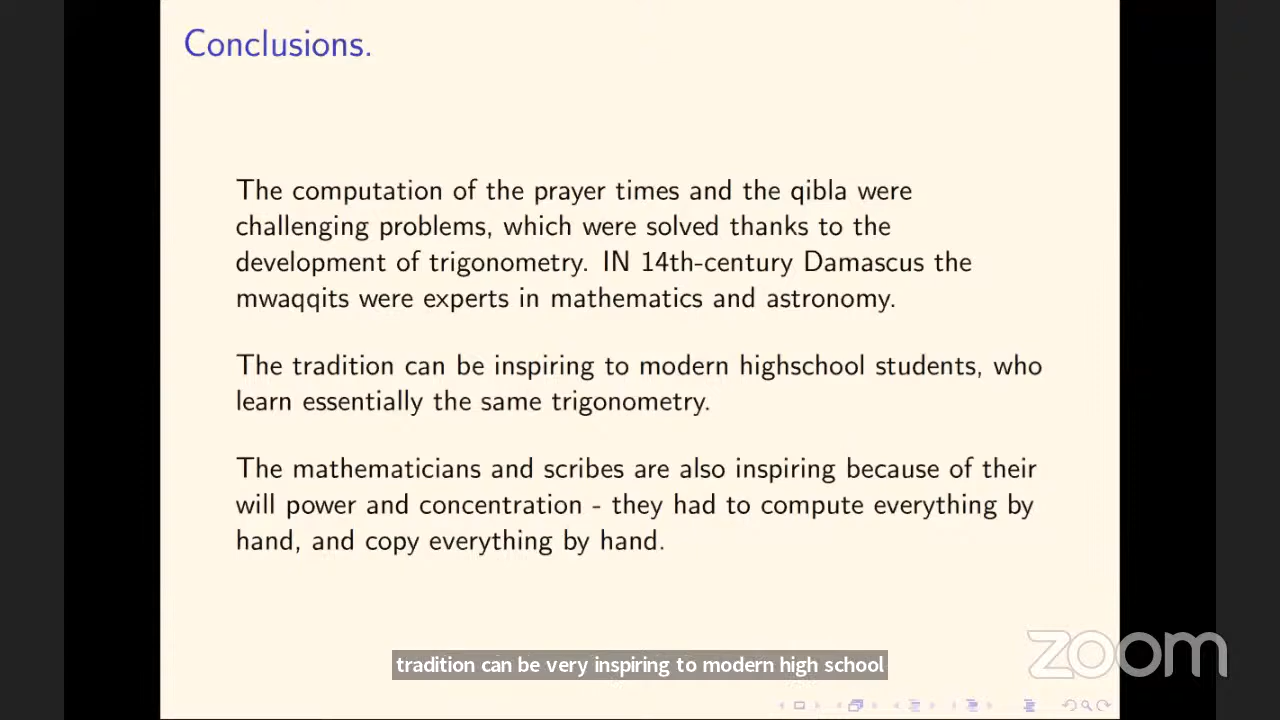 Conclusions.
The computation of the prayer times and the qibla were
challenging problems, which were solved thanks to the
development of trigonometry. IN 14th-century Damascus the
mwaqqits were experts in mathematics and astronomy.
The tradition can be inspiring to modern highschool students, who
learn essentially the same trigonometry.
The mathematicians and scribes are also inspiring because of their
will power and concentration - they had to compute everything by
hand, and copy everything by hand.
tradition can be very inspiring to modern high school
zoom